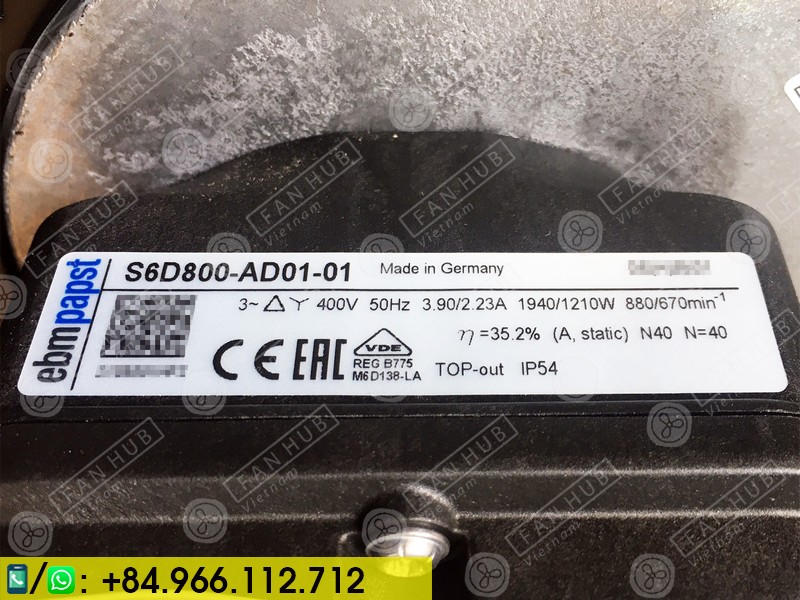 ebmpapst
S6D800-AD01-01 Made in Germany
3~ △ Y 400V 50Hz 3.90/2.23A 1940/1210W 880/670min⁻¹
η=35.2% (A, static) N40 N=40
CE EAC VDE
REG B775
M6D138-LA
TOP-out IP54
FAN HUB
Vietnam
/ : +84.966.112.712